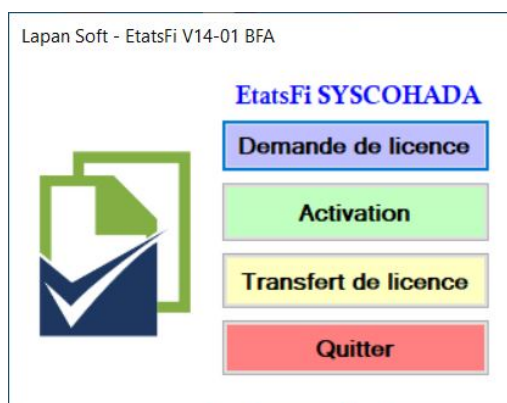 Lapan Soft - EtatsFi V14-01 BFA
EtatsFi SYSCOHADA
Demande de licence
Activation
Transfert de licence
Quitter